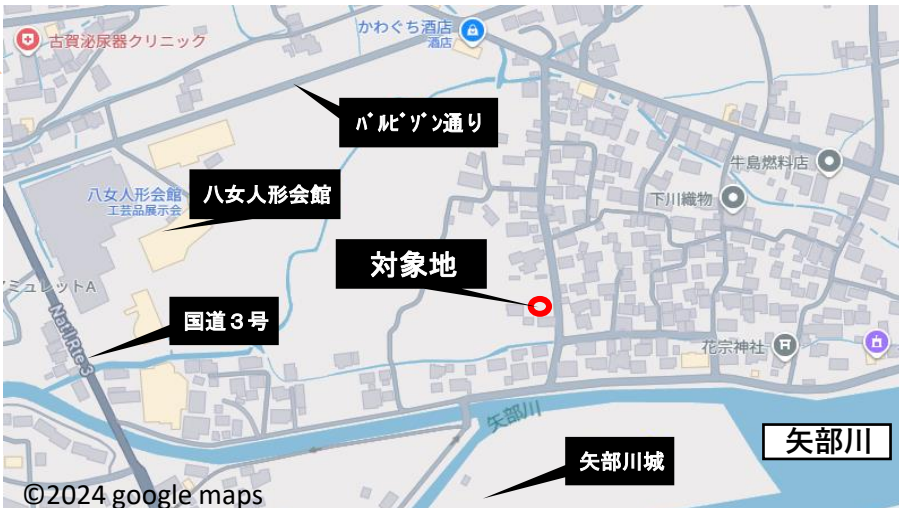 かわぐち酒店
酒店
古賀泌尿器クリニック
バルビゾン通り
牛島燃料店
八女人形会館
工芸品展示会
八女人形会館
下川織物
対象地
ミュレットA
国道３号
Nat'l Rte 3
花宗神社
矢部川
矢部川
矢部川城
©2024 google maps